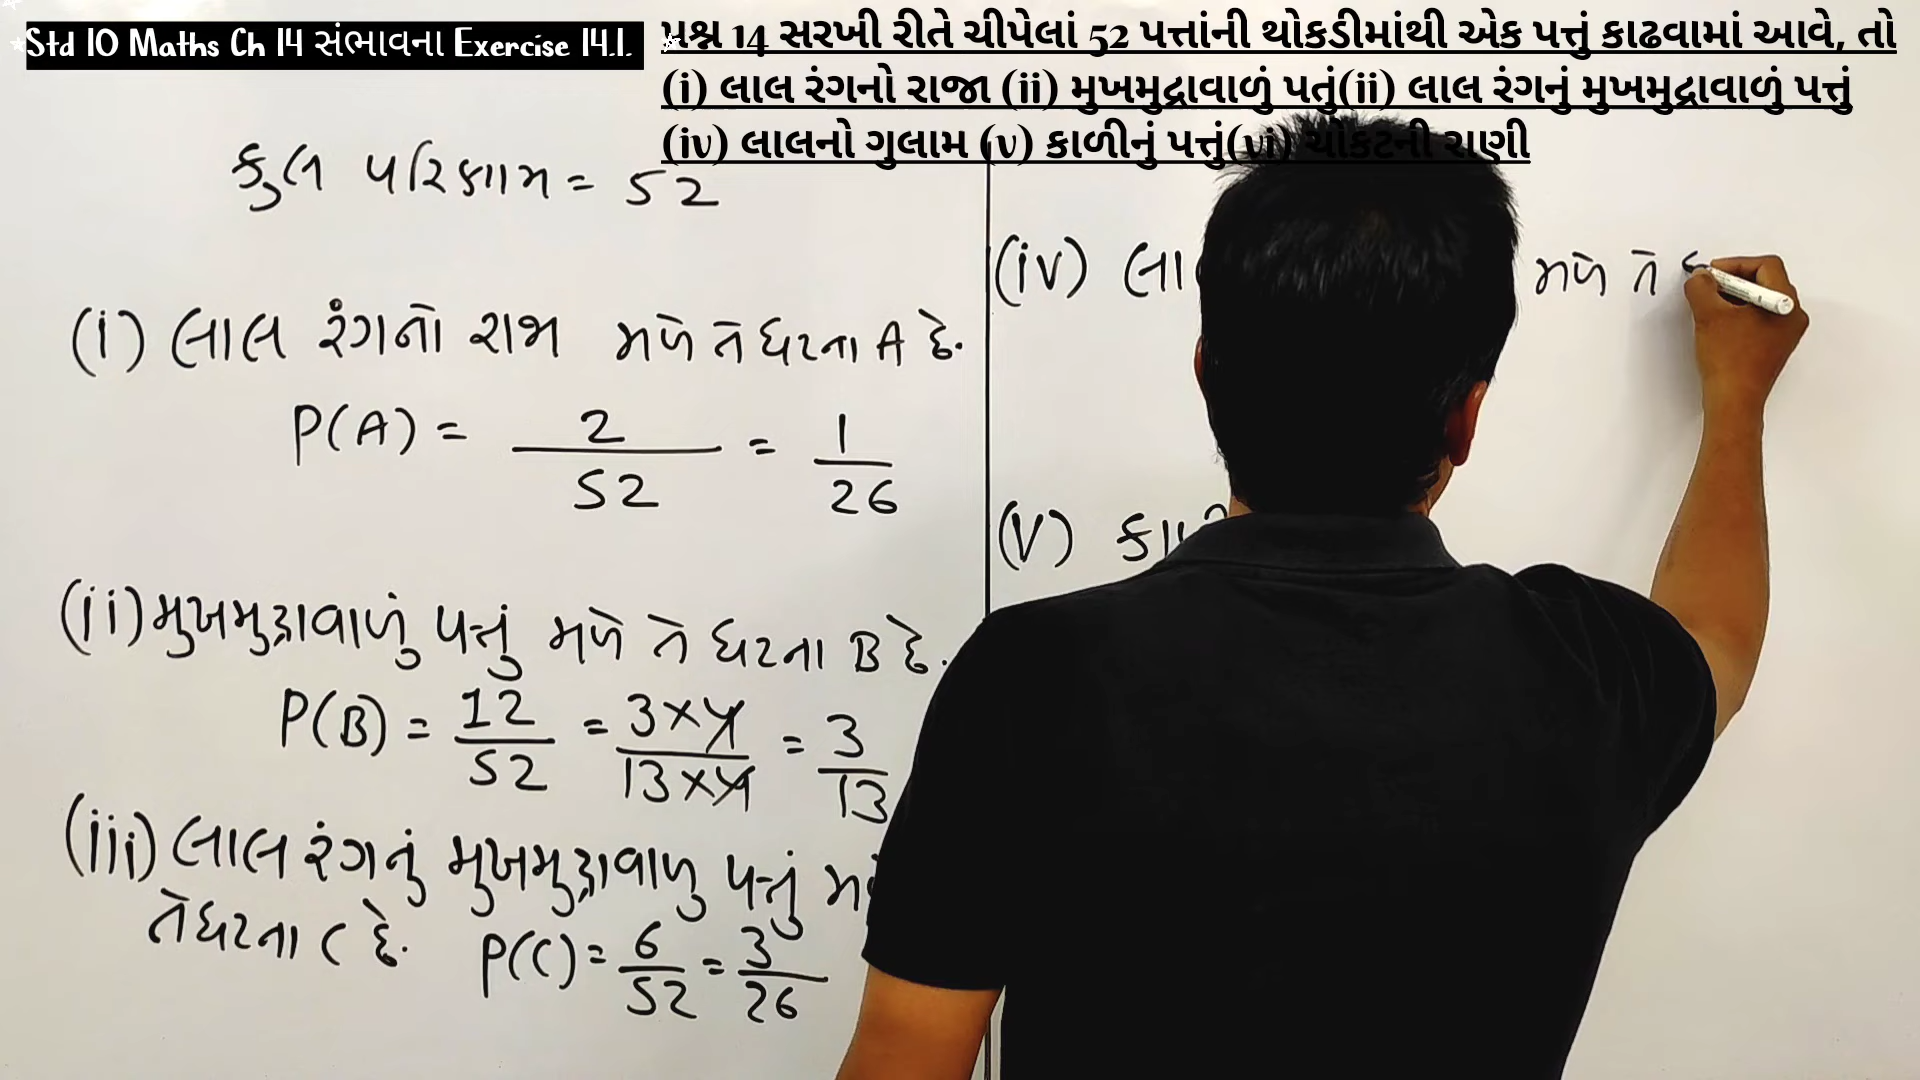 Std 10 Maths Ch 14 સંભાવના Exercise 14.1.
પ્રશ્ન 14 સરખી રીતે ચીપેલાં 52 પત્તાંની થોકડીમાંથી એક પત્તું કાઢવામાં આવે, તો
(i) લાલ રંગનો રાજા (ii) મુખમુદ્રાવાળું પતું(ii) લાલ રંગનું મુખમુદ્રાવાળું પત્તું
(iv) લાલનો ગુલામ (v) કાળીનું પત્તું(vi) ચોકટની રાણી
કુલ પરિણામ = 52
(i) લાલ રંગનો રાજા મળે તે ઘટના A છે.
P(A) = 2/52 = 1/26
(ii) મુખમુદ્રાવાળું પત્તું મળે તે ઘટના B છે.
P(B) = 12/52 = 3×4/13×4 = 3/13
(iii) લાલ રંગનું મુખમુદ્રાવાળુ પત્તું
તે ઘટના C છે. P(C) = 6/52 = 3/26
(iv) મળે તે
(V)